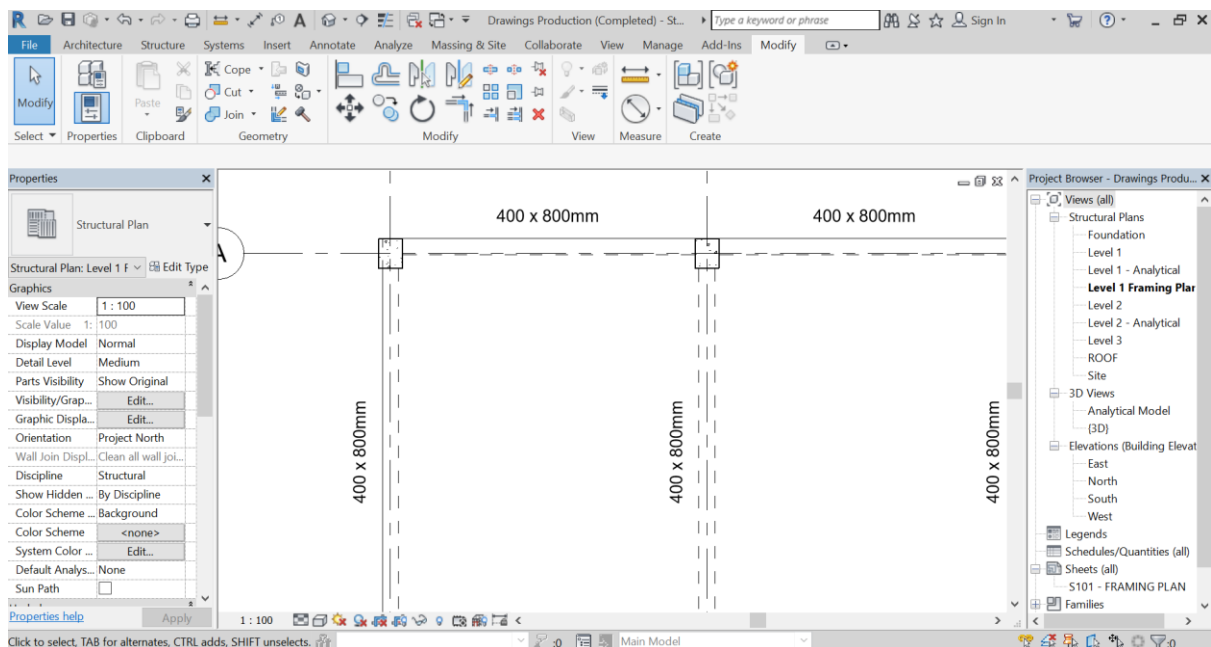 R A Drawings Production (Completed) - St... Type a keyword or phrase Sign In
File Architecture Structure Systems Insert Annotate Analyze Massing & Site Collaborate View Manage Add-Ins Modify
Modify Paste Cope Cut Join
Select Properties Clipboard Geometry Modify View Measure Create
Properties
Structural Plan
Structural Plan: Level 1 F Edit Type
Graphics
View Scale 1 : 100
Scale Value 1: 100
Display Model Normal
Detail Level Medium
Parts Visibility Show Original
Visibility/Grap... Edit...
Graphic Displa... Edit...
Orientation Project North
Wall Join Displ... Clean all wall joi...
Discipline Structural
Show Hidden ... By Discipline
Color Scheme ... Background
Color Scheme <none>
System Color ... Edit...
Default Analys... None
Sun Path
Properties help Apply
400 x 800mm 400 x 800mm
A
400 x 800mm 400 x 800mm 400 x 800mm
1 : 100
Project Browser - Drawings Produ...
Views (all)
Structural Plans
Foundation
Level 1
Level 1 - Analytical
Level 1 Framing Plar
Level 2
Level 2 - Analytical
Level 3
ROOF
Site
3D Views
Analytical Model
{3D}
Elevations (Building Elevat
East
North
South
West
Legends
Schedules/Quantities (all)
Sheets (all)
S101 - FRAMING PLAN
Families
Click to select, TAB for alternates, CTRL adds, SHIFT unselects. :0 Main Model :0